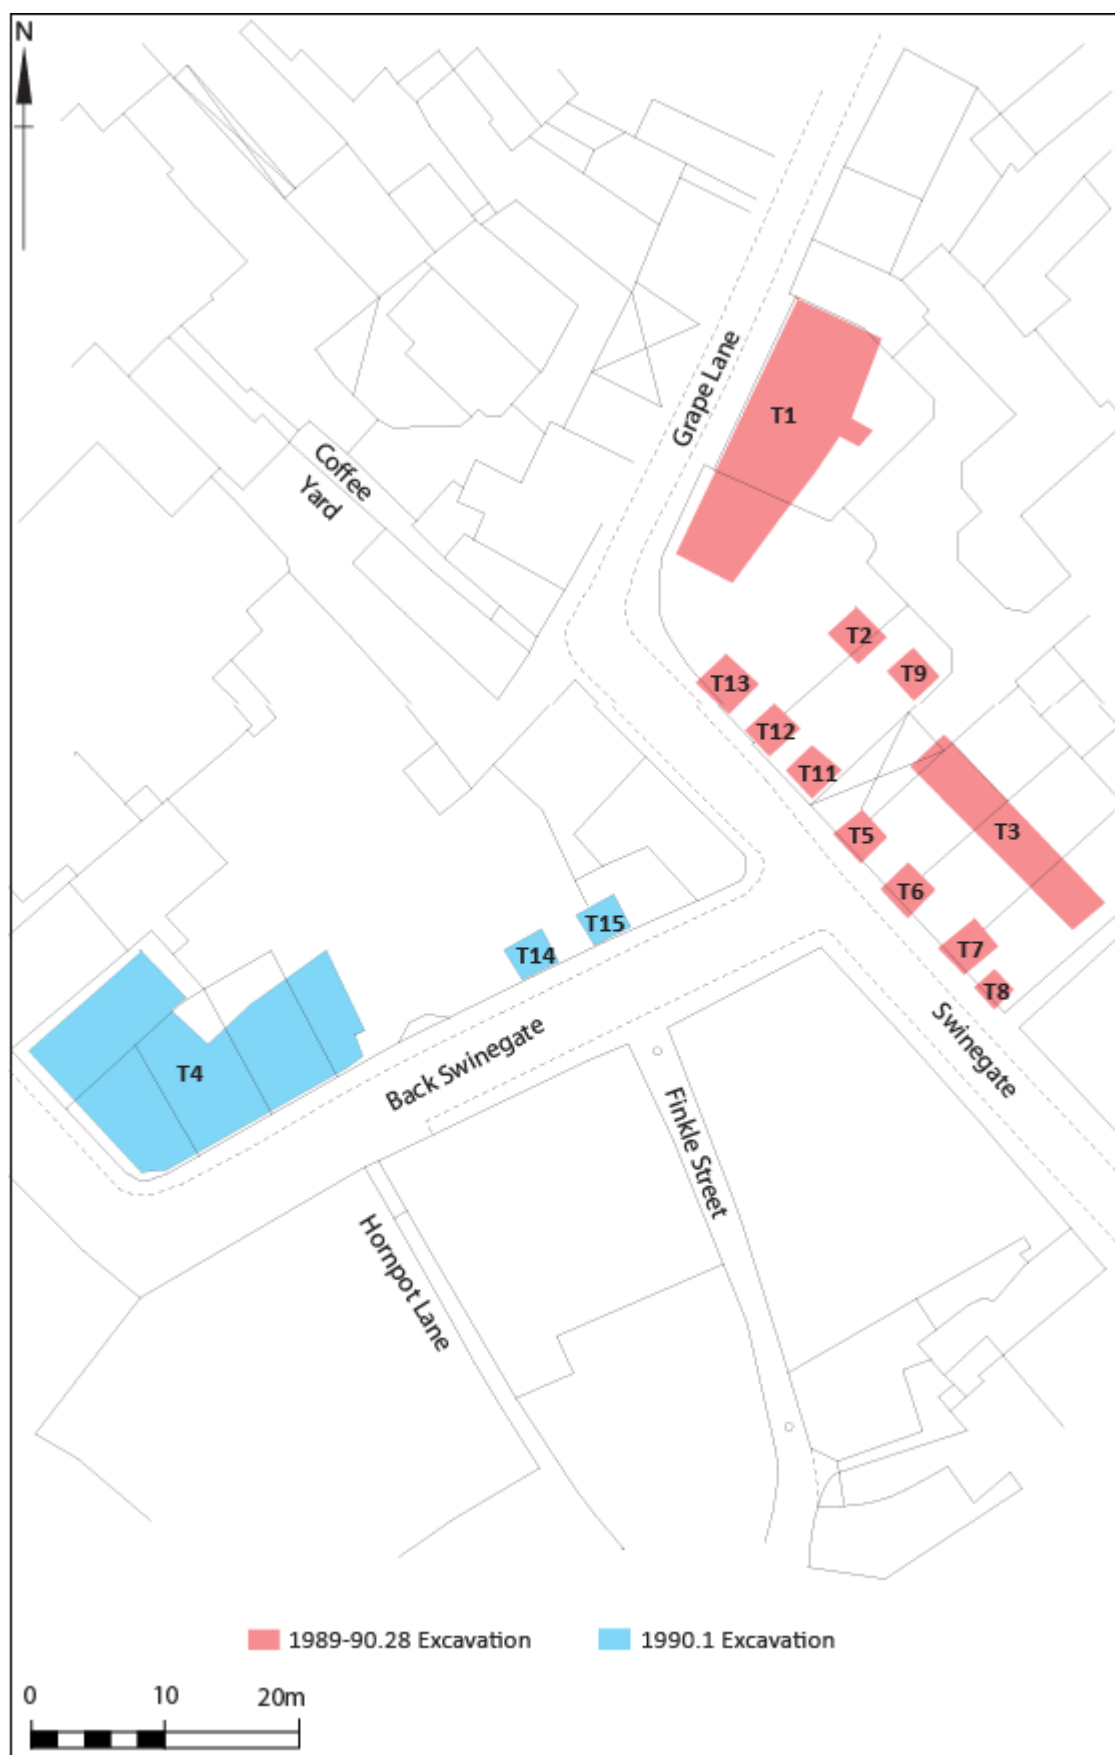 N
Grape Lane
T1
Coffee
Yard
T2
T9
T13
T12
T11
T5
T3
T6
T7
T8
T15
T14
T4
Back Swinegate
Swinegate
Finkle Street
Hornpot Lane
1989-90.28 Excavation
1990.1 Excavation
0 10 20m